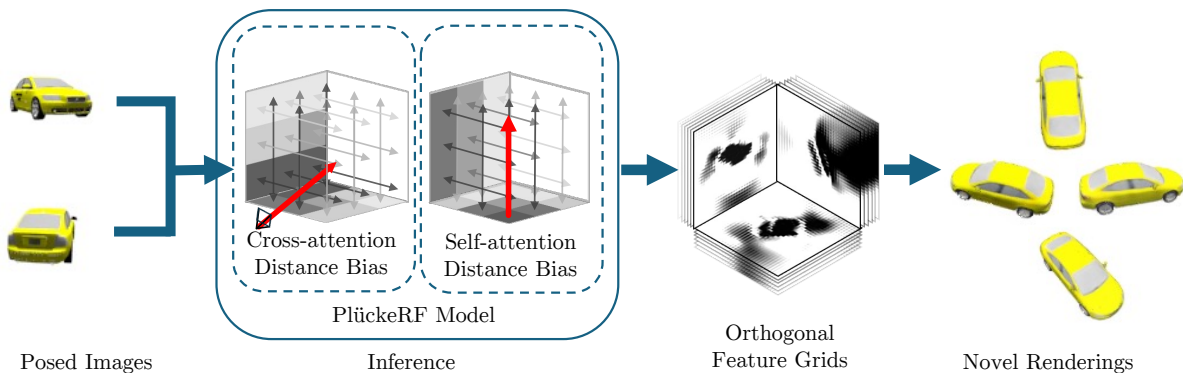 Cross-attention
Distance Bias
Self-attention
Distance Bias
PlückeRF Model
Orthogonal
Feature Grids
Posed Images
Inference
Novel Renderings